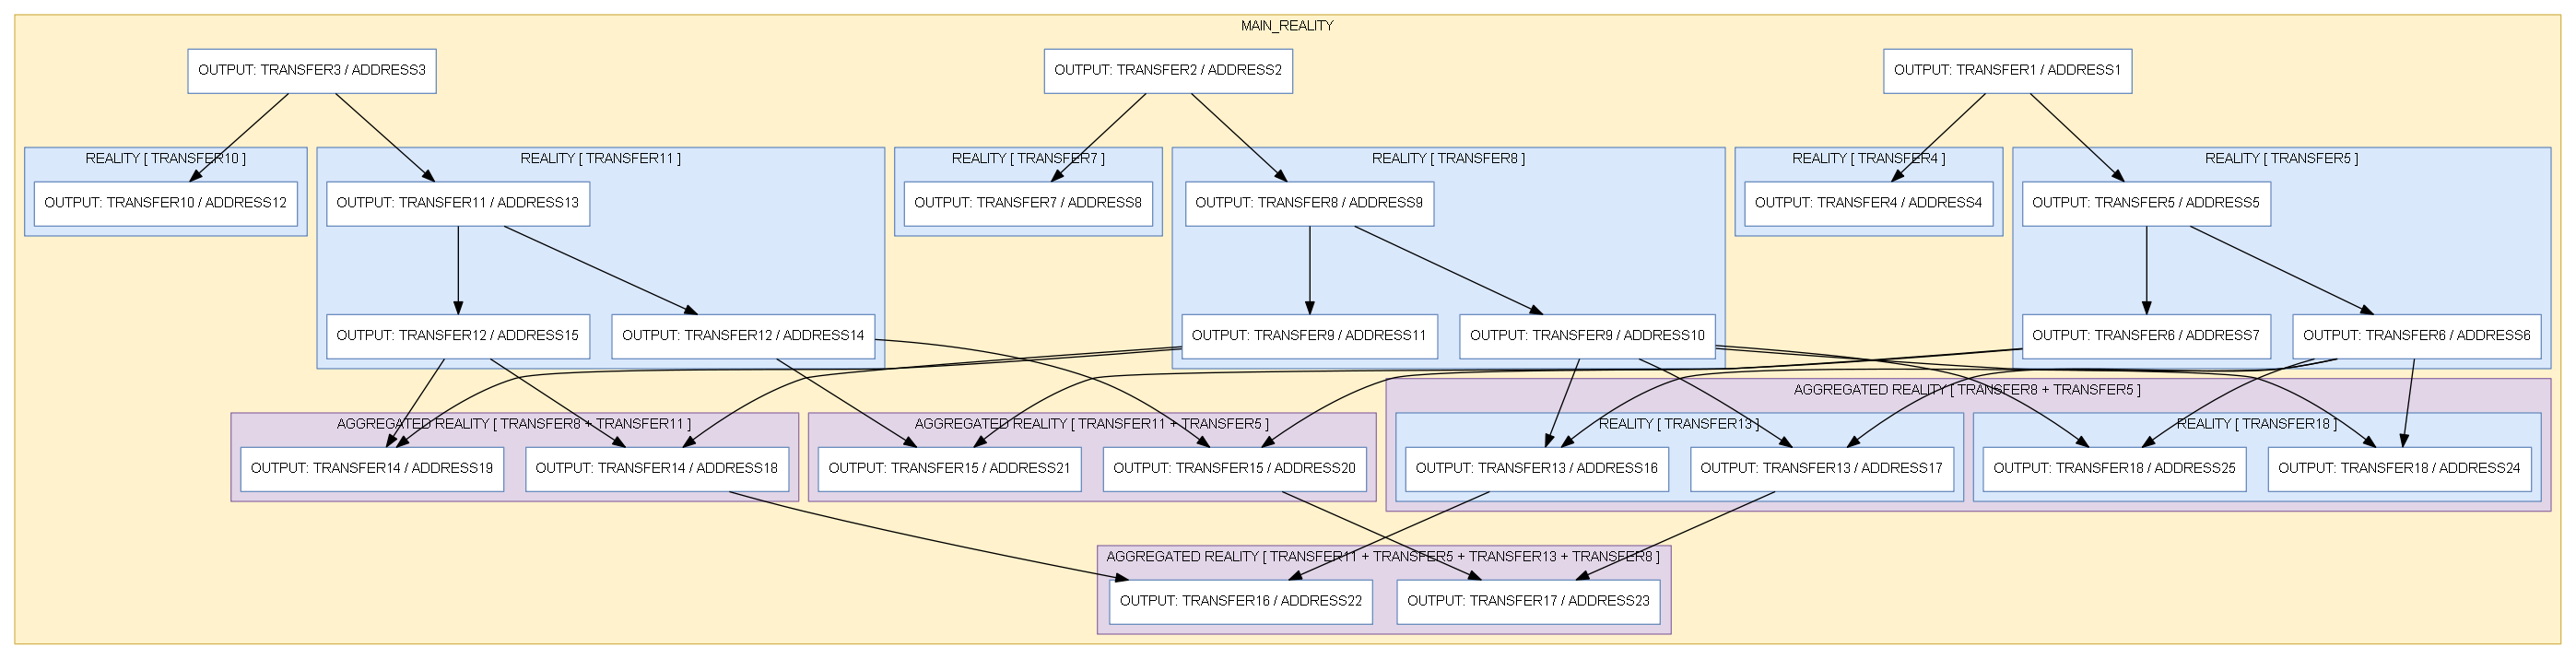 MAIN_REALITY
OUTPUT: TRANSFER3 / ADDRESS3
OUTPUT: TRANSFER2 / ADDRESS2
OUTPUT: TRANSFER1 / ADDRESS1
REALITY [ TRANSFER10 ]
REALITY [ TRANSFER11 ]
REALITY [ TRANSFER7 ]
REALITY [ TRANSFER8 ]
REALITY [ TRANSFER4 ]
REALITY [ TRANSFER5 ]
OUTPUT: TRANSFER10 / ADDRESS12
OUTPUT: TRANSFER11 / ADDRESS13
OUTPUT: TRANSFER7 / ADDRESS8
OUTPUT: TRANSFER8 / ADDRESS9
OUTPUT: TRANSFER4 / ADDRESS4
OUTPUT: TRANSFER5 / ADDRESS5
OUTPUT: TRANSFER12 / ADDRESS15
OUTPUT: TRANSFER12 / ADDRESS14
OUTPUT: TRANSFER9 / ADDRESS11
OUTPUT: TRANSFER9 / ADDRESS10
OUTPUT: TRANSFER6 / ADDRESS7
OUTPUT: TRANSFER6 / ADDRESS6
AGGREGATED REALITY[ TRANSFER8 + TRANSFER5 ]
AGGREGATED REALITY [ TRANSFER8 + TRANSFER11 ]
AGGREGATED REALITY [ TRANSFER11 + TRANSFER5 ]
REALITY [ TRANSFER13 ]
REALITY [ TRANSFER18 ]
OUTPUT: TRANSFER14 / ADDRESS19
OUTPUT: TRANSFER14 / ADDRESS18
OUTPUT: TRANSFER15 / ADDRESS21
OUTPUT: TRANSFER15 / ADDRESS20
OUTPUT: TRANSFER13 / ADDRESS16
OUTPUT: TRANSFER13 / ADDRESS17
OUTPUT: TRANSFER18 / ADDRESS25
OUTPUT: TRANSFER18 / ADDRESS24
AGGREGATED REALITY [ TRANSFER11 + TRANSFER5 + TRANSFER13 + TRANSFER8 ]
OUTPUT: TRANSFER16 / ADDRESS22
OUTPUT: TRANSFER17 / ADDRESS23